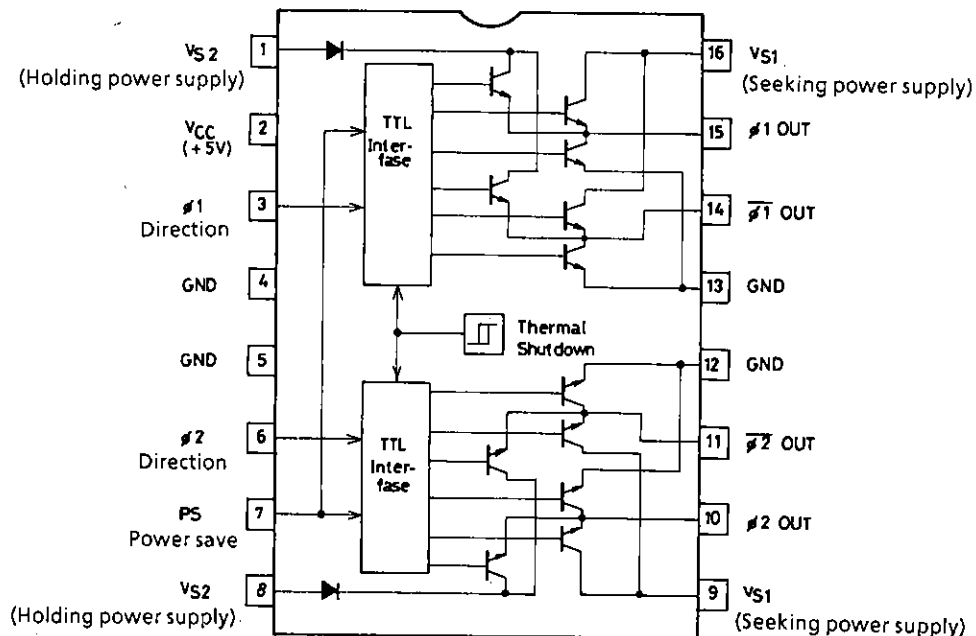 VS2 1
(Holding power supply)
VCC 2
(+5V)
ø1 3
Direction
GND 4
GND 5
ø2 6
Direction
PS 7
Power save
VS2 8
(Holding power supply)
TTL
Inter-
fase
Thermal
Shutdown
TTL
Inter-
fase
16 VS1
(Seeking power supply)
15 ø1 OUT
14 ø1̅ OUT
13 GND
12 GND
11 ø2̅ OUT
10 ø2 OUT
9 VS1
(Seeking power supply)